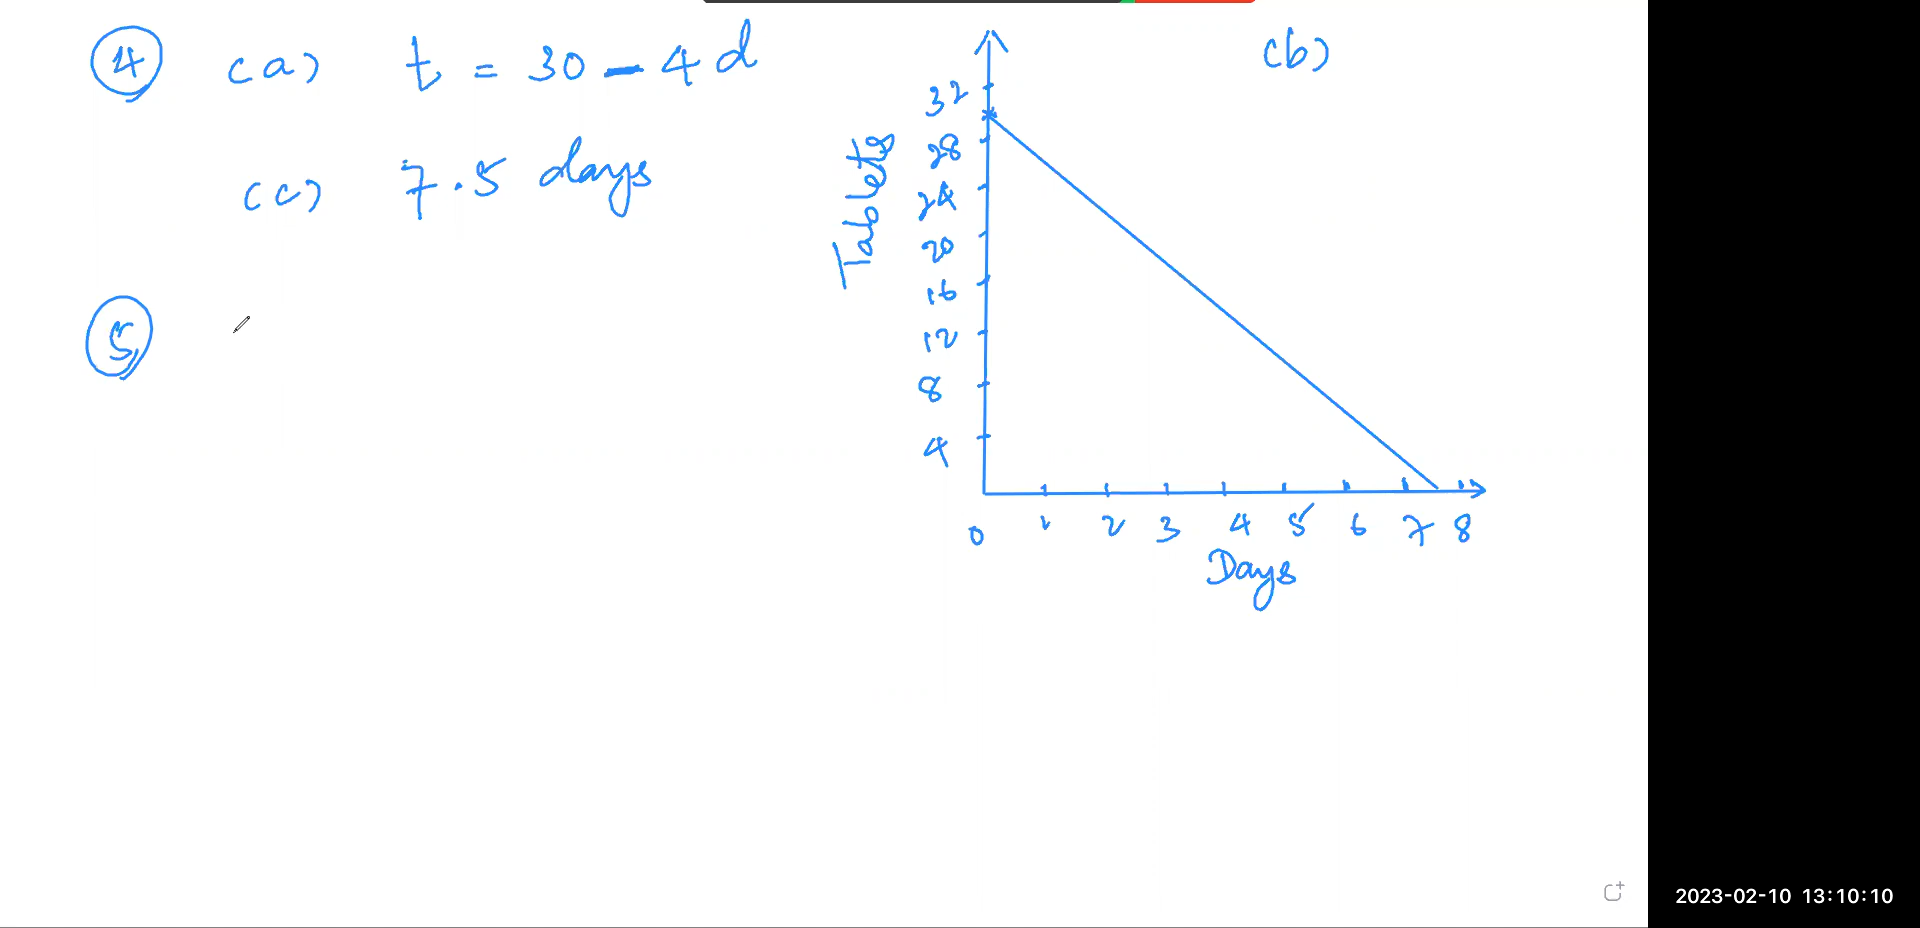 4 (a) t = 30 - 4d
(c) 7.5 days
5
(b)
Tablets
32
28
24
20
16
12
8
4
0 1 2 3 4 5 6 7 8
Days
2023-02-10 13:10:10